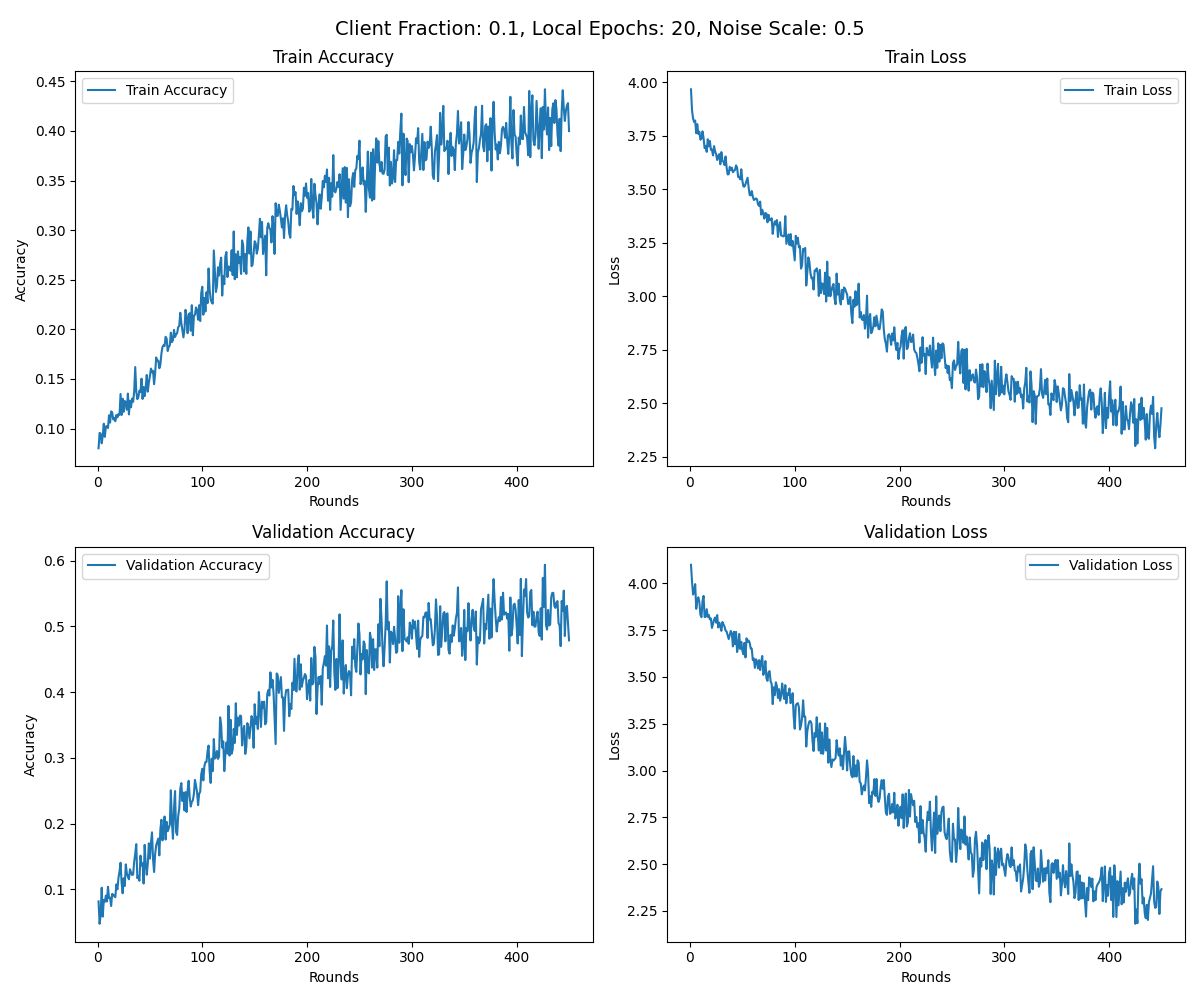 Client Fraction: 0.1, Local Epochs: 20, Noise Scale: 0.5
Train Accuracy
Train Accuracy
Accuracy
0.45
0.40
0.35
0.30
0.25
0.20
0.15
0.10
0 100 200 300 400
Rounds
Train Loss
Train Loss
Loss
4.00
3.75
3.50
3.25
3.00
2.75
2.50
2.25
0 100 200 300 400
Rounds
Validation Accuracy
Validation Accuracy
Accuracy
0.6
0.5
0.4
0.3
0.2
0.1
0 100 200 300 400
Rounds
Validation Loss
Validation Loss
Loss
4.00
3.75
3.50
3.25
3.00
2.75
2.50
2.25
0 100 200 300 400
Rounds